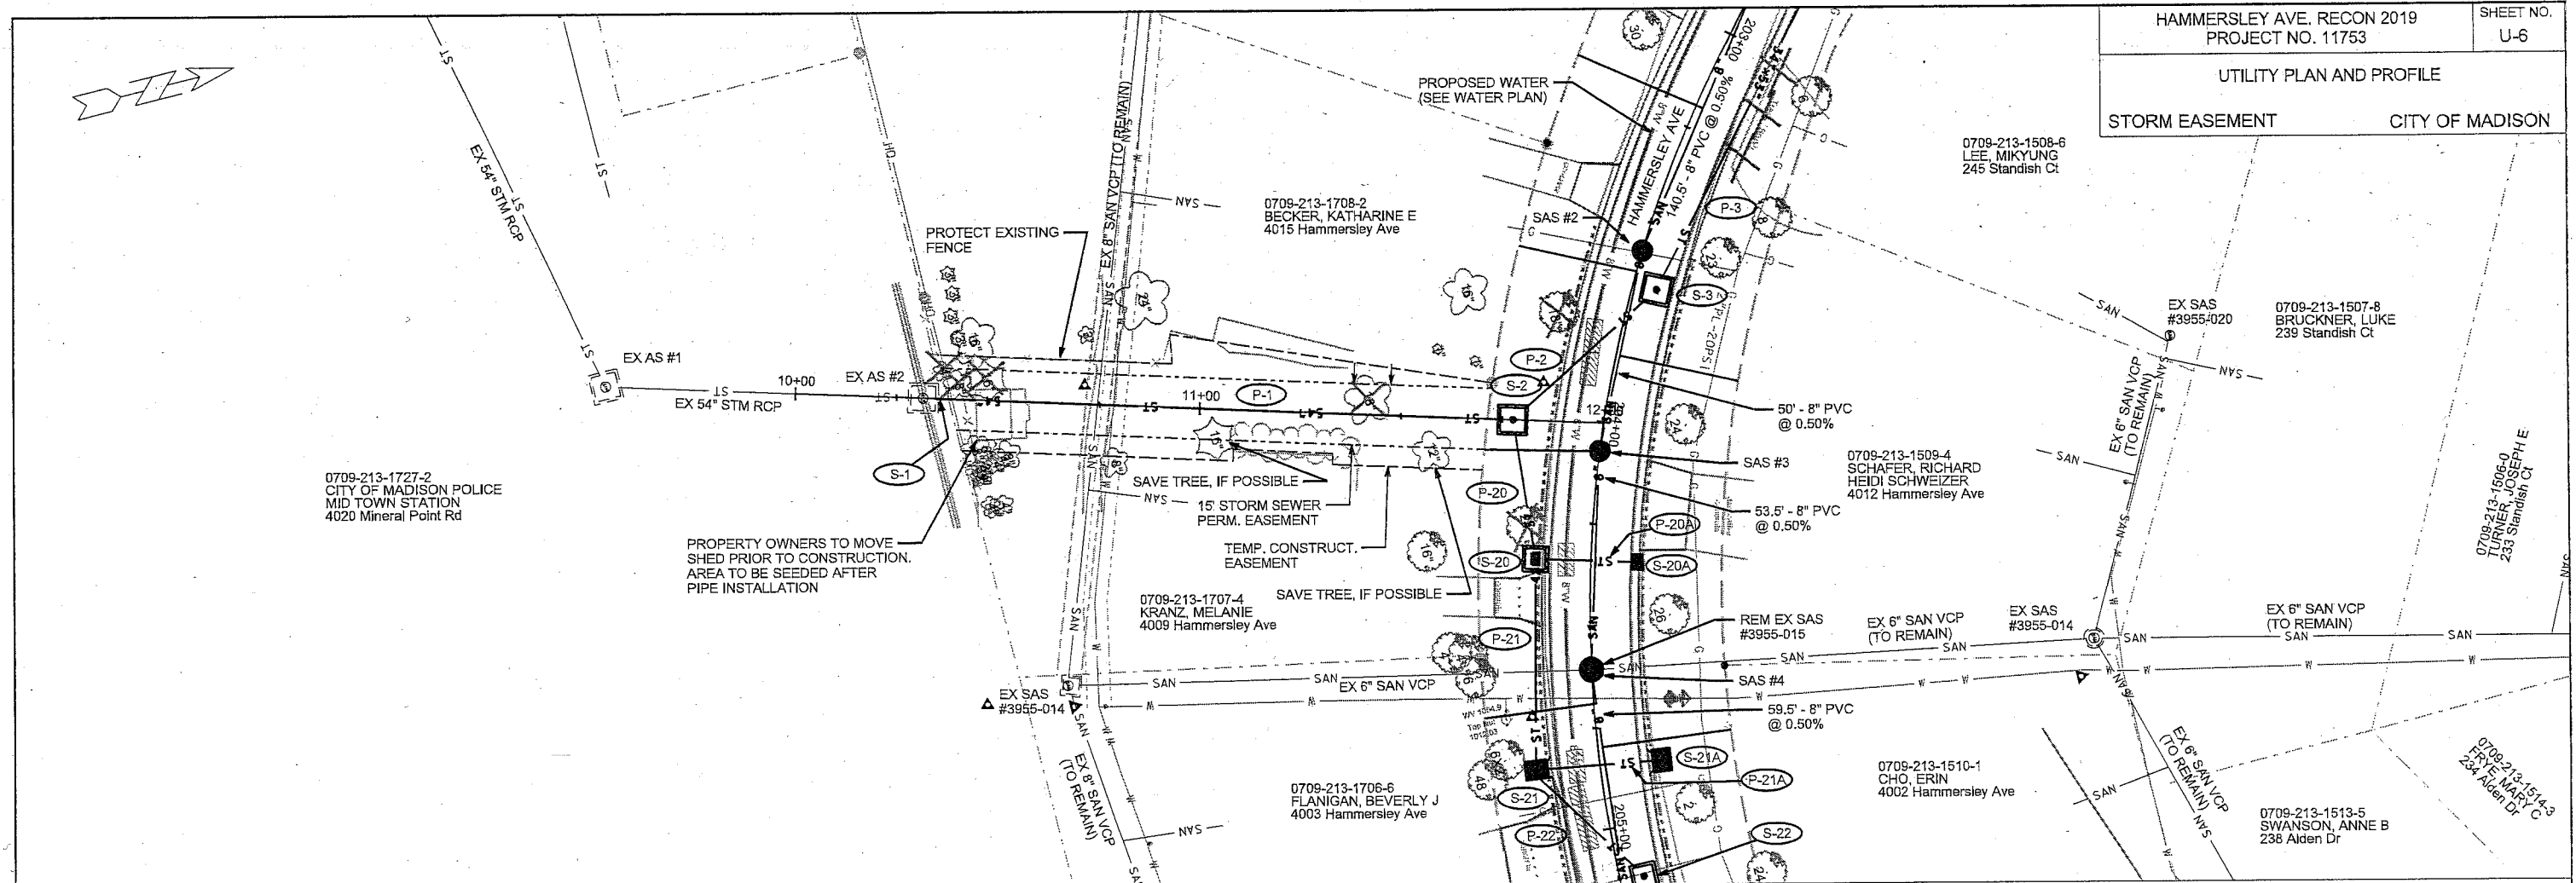 HAMMERSLEY AVE. RECON 2019
PROJECT NO. 11753
SHEET NO.
U-6
UTILITY PLAN AND PROFILE
STORM EASEMENT
CITY OF MADISON
PROPOSED WATER
(SEE WATER PLAN)
HAMMERSLEY AVE
140.5' - 8" PVC @ 0.50%
203+00
0709-213-1508-6
LEE, MIKYUNG
245 Standish Ct
EX 54" STM RCP
EX 8" SAN VCP (TO REMAIN)
0709-213-1708-2
BECKER, KATHARINE E
4015 Hammersley Ave
PROTECT EXISTING
FENCE
SAS #2
P-3
S-3
EX SAS
#3955-020
0709-213-1507-8
BRUCKNER, LUKE
239 Standish Ct
EX AS #1
10+00
EX AS #2
EX 54" STM RCP
11+00
P-1
P-2
S-2
50' - 8" PVC
@ 0.50%
204+00
SAS #3
EX 6" SAN VCP
(TO REMAIN)
0709-213-1506-0
TURNER, JOSEPH E
233 Standish Ct
0709-213-1509-4
SCHAFER, RICHARD
HEIDI SCHWEIZER
4012 Hammersley Ave
0709-213-1727-2
CITY OF MADISON POLICE
MID TOWN STATION
4020 Mineral Point Rd
S-1
SAVE TREE, IF POSSIBLE
15' STORM SEWER
PERM. EASEMENT
TEMP. CONSTRUCT.
EASEMENT
SAVE TREE, IF POSSIBLE
P-20
53.5' - 8" PVC
@ 0.50%
P-20A
S-20
S-20A
PROPERTY OWNERS TO MOVE
SHED PRIOR TO CONSTRUCTION.
AREA TO BE SEEDED AFTER
PIPE INSTALLATION
0709-213-1707-4
KRANZ, MELANIE
4009 Hammersley Ave
P-21
REM EX SAS
#3955-015
EX 6" SAN VCP
(TO REMAIN)
EX SAS
#3955-014
EX 6" SAN VCP
(TO REMAIN)
EX SAS
#3955-014
EX 6" SAN VCP
SAS #4
59.5' - 8" PVC
@ 0.50%
EX 8" SAN VCP
(TO REMAIN)
0709-213-1706-6
FLANIGAN, BEVERLY J
4003 Hammersley Ave
S-21
P-22
S-21A
P-21A
205+00
S-22
0709-213-1510-1
CHO, ERIN
4002 Hammersley Ave
EX 6" SAN VCP
(TO REMAIN)
0709-213-1513-5
SWANSON, ANNE B
238 Alden Dr
0709-213-1514-3
FRYE, MARY C
234 Alden Dr